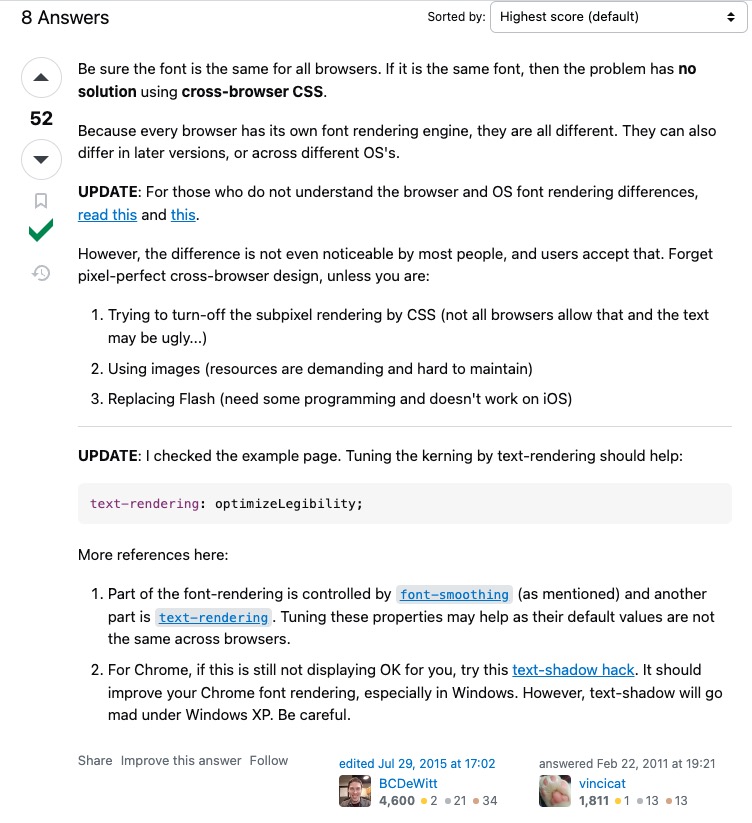 8 Answers
Sorted by: Highest score (default)
Be sure the font is the same for all browsers. If it is the same font, then the problem has no
solution using cross-browser CSS.
52
Because every browser has its own font rendering engine, they are all different. They can also
differ in later versions, or across different OS's.
UPDATE: For those who do not understand the browser and OS font rendering differences,
read this and this.
However, the difference is not even noticeable by most people, and users accept that. Forget
pixel-perfect cross-browser design, unless you are:
1. Trying to turn-off the subpixel rendering by CSS (not all browsers allow that and the text
may be ugly...)
2. Using images (resources are demanding and hard to maintain)
3. Replacing Flash (need some programming and doesn't work on iOS)
UPDATE: I checked the example page. Tuning the kerning by text-rendering should help:
text-rendering: optimizeLegibility;
More references here:
1. Part of the font-rendering is controlled by font-smoothing (as mentioned) and another
part is text-rendering. Tuning these properties may help as their default values are not
the same across browsers.
2. For Chrome, if this is still not displaying OK for you, try this text-shadow hack. It should
improve your Chrome font rendering, especially in Windows. However, text-shadow will go
mad under Windows XP. Be careful.
Share Improve this answer Follow
edited Jul 29, 2015 at 17:02
BCDeWitt
4,600 2 21 34
answered Feb 22, 2011 at 19:21
vincicat
1,811 1 13 13